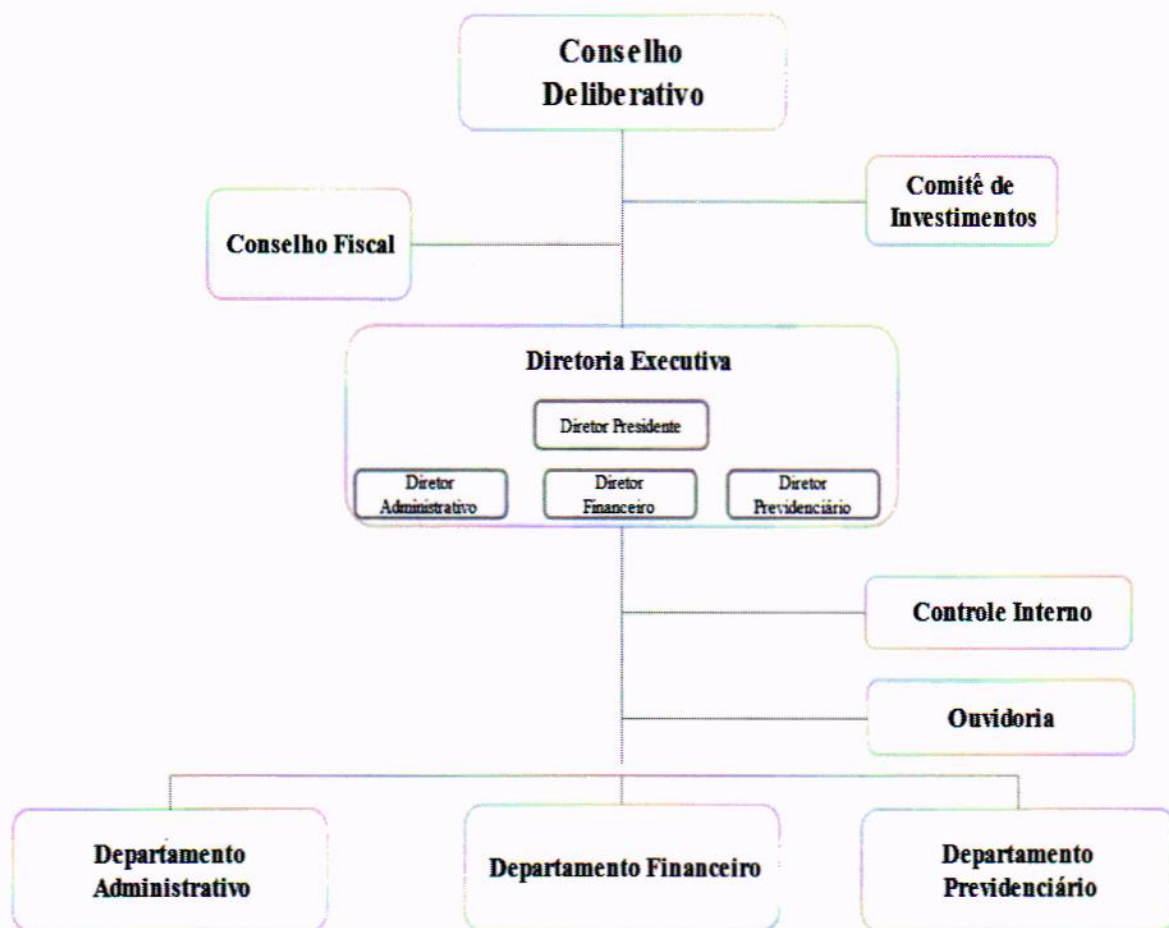 Conselho
Deliberativo
Comitê de
Investimentos
Conselho Fiscal
Diretoria Executiva
Diretor Presidente
Diretor
Administrativo
Diretor
Financeiro
Diretor
Previdenciário
Controle Interno
Ouvidoria
Departamento
Administrativo
Departamento Financeiro
Departamento
Previdenciário